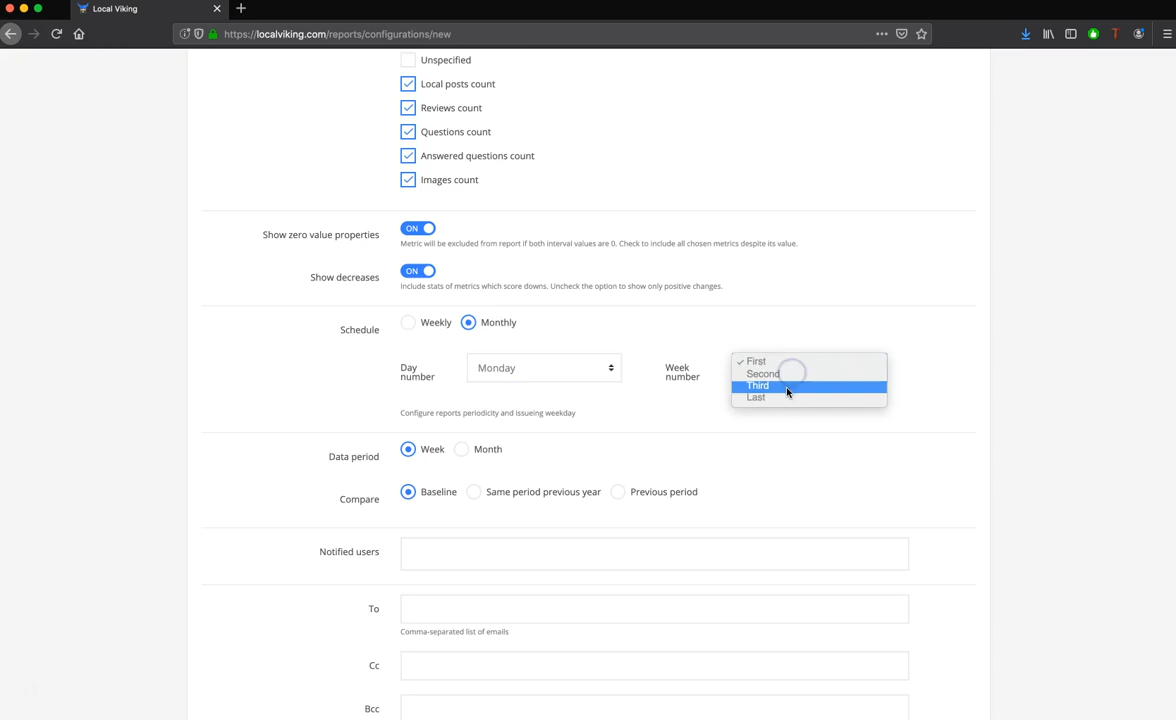 Local Viking
https://localviking.com/reports/configurations/new
Unspecified
Local posts count
Reviews count
Questions count
Answered questions count
Images count
Show zero value properties
ON
Metric will be excluded from report if both interval values are 0. Check to include all chosen metrics despite its value.
Show decreases
ON
Include stats of metrics which score downs. Uncheck the option to show only positive changes.
Schedule
Weekly Monthly
Day number
Monday
Week number
First
Second
Third
Last
Configure reports periodicity and issueing weekday
Data period
Week Month
Compare
Baseline Same period previous year Previous period
Notified users
To
Comma-separated list of emails
Cc
Bcc